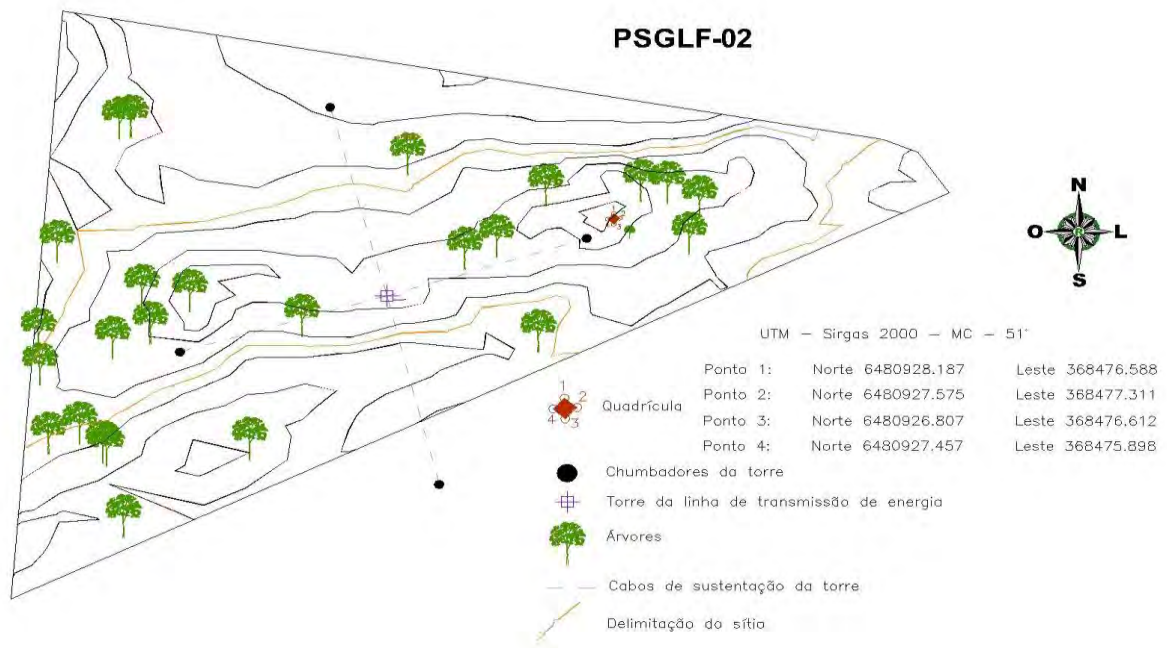 PSGLF-02
N
O L
S
UTM – Sirgas 2000 – MC – 51°
Ponto 1: Norte 6480928.187 Leste 368476.588
Ponto 2: Norte 6480927.575 Leste 368477.311
Ponto 3: Norte 6480926.807 Leste 368476.612
Ponto 4: Norte 6480927.457 Leste 368475.898
1
2
4
3
Quadrícula
Chumbadores da torre
Torre da linha de transmissão de energia
Árvores
Cabos de sustentação da torre
Delimitação do sítio